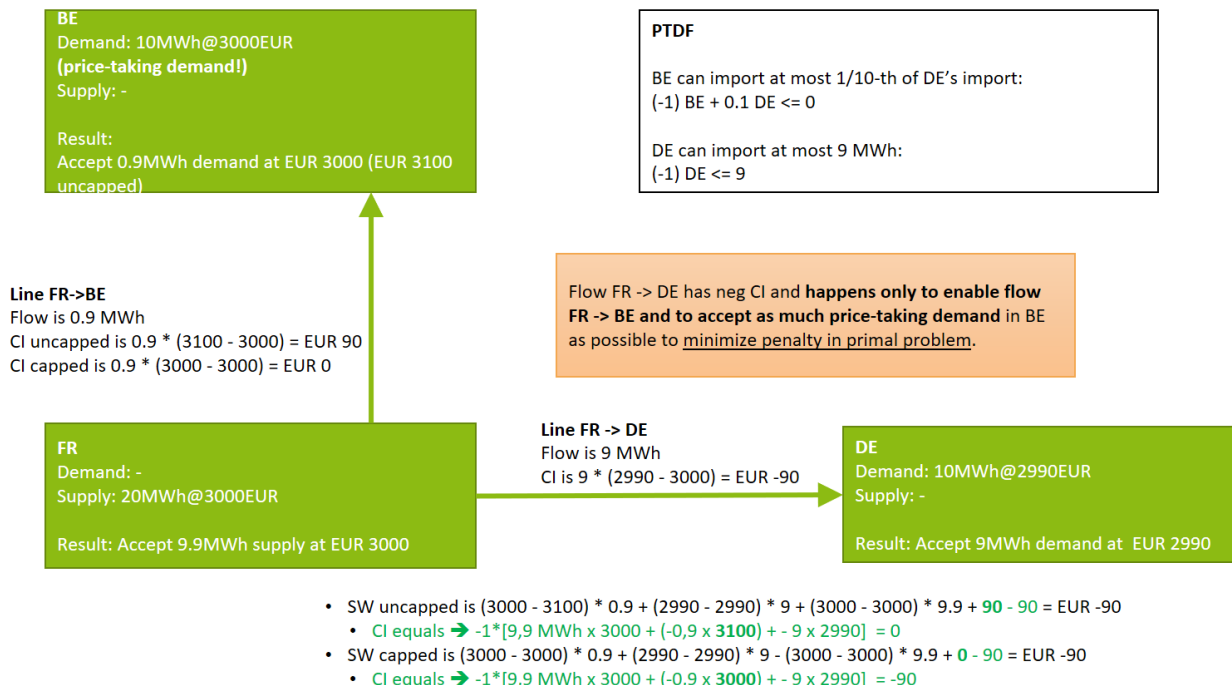 BE
Demand: 10MWh@3000EUR
(price-taking demand!)
Supply: -
Result:
Accept 0.9MWh demand at EUR 3000 (EUR 3100
uncapped)
PTDF
BE can import at most 1/10-th of DE's import:
(-1) BE + 0.1 DE <= 0
DE can import at most 9 MWh:
(-1) DE <= 9
Line FR->BE
Flow is 0.9 MWh
CI uncapped is 0.9 * (3100 - 3000) = EUR 90
CI capped is 0.9 * (3000 - 3000) = EUR 0
Flow FR -> DE has neg CI and happens only to enable flow
FR -> BE and to accept as much price-taking demand in BE
as possible to minimize penalty in primal problem.
FR
Demand: -
Supply: 20MWh@3000EUR
Result: Accept 9.9MWh supply at EUR 3000
Line FR -> DE
Flow is 9 MWh
CI is 9 * (2990 - 3000) = EUR -90
DE
Demand: 10MWh@2990EUR
Supply: -
Result: Accept 9MWh demand at  EUR 2990
• SW uncapped is (3000 - 3100) * 0.9 + (2990 - 2990) * 9 + (3000 - 3000) * 9.9 + 90 - 90 = EUR -90
• CI equals ➔ -1*[9,9 MWh x 3000 + (-0,9 x 3100) + - 9 x 2990]  = 0
• SW capped is (3000 - 3000) * 0.9 + (2990 - 2990) * 9 - (3000 - 3000) * 9.9 + 0 - 90 = EUR -90
• CI equals ➔ -1*[9.9 MWh x 3000 + (-0.9 x 3000) + - 9 x 2990] = -90